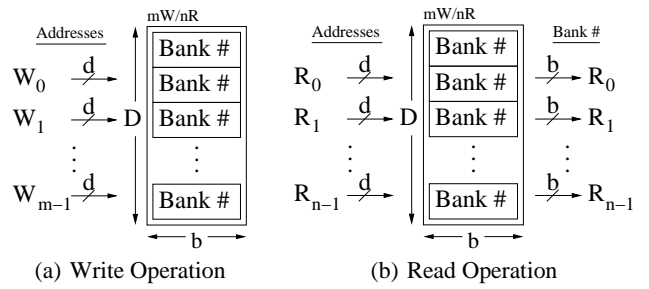 mW/nR
Addresses
W0 d
W1 d
Wm−1 d
D
Bank #
Bank #
Bank #
Bank #
b
(a) Write Operation
mW/nR
Addresses
Bank #
R0 d
R1 d
Rn−1 d
D
Bank #
Bank #
Bank #
Bank #
b R0
b R1
b Rn−1
b
(b) Read Operation